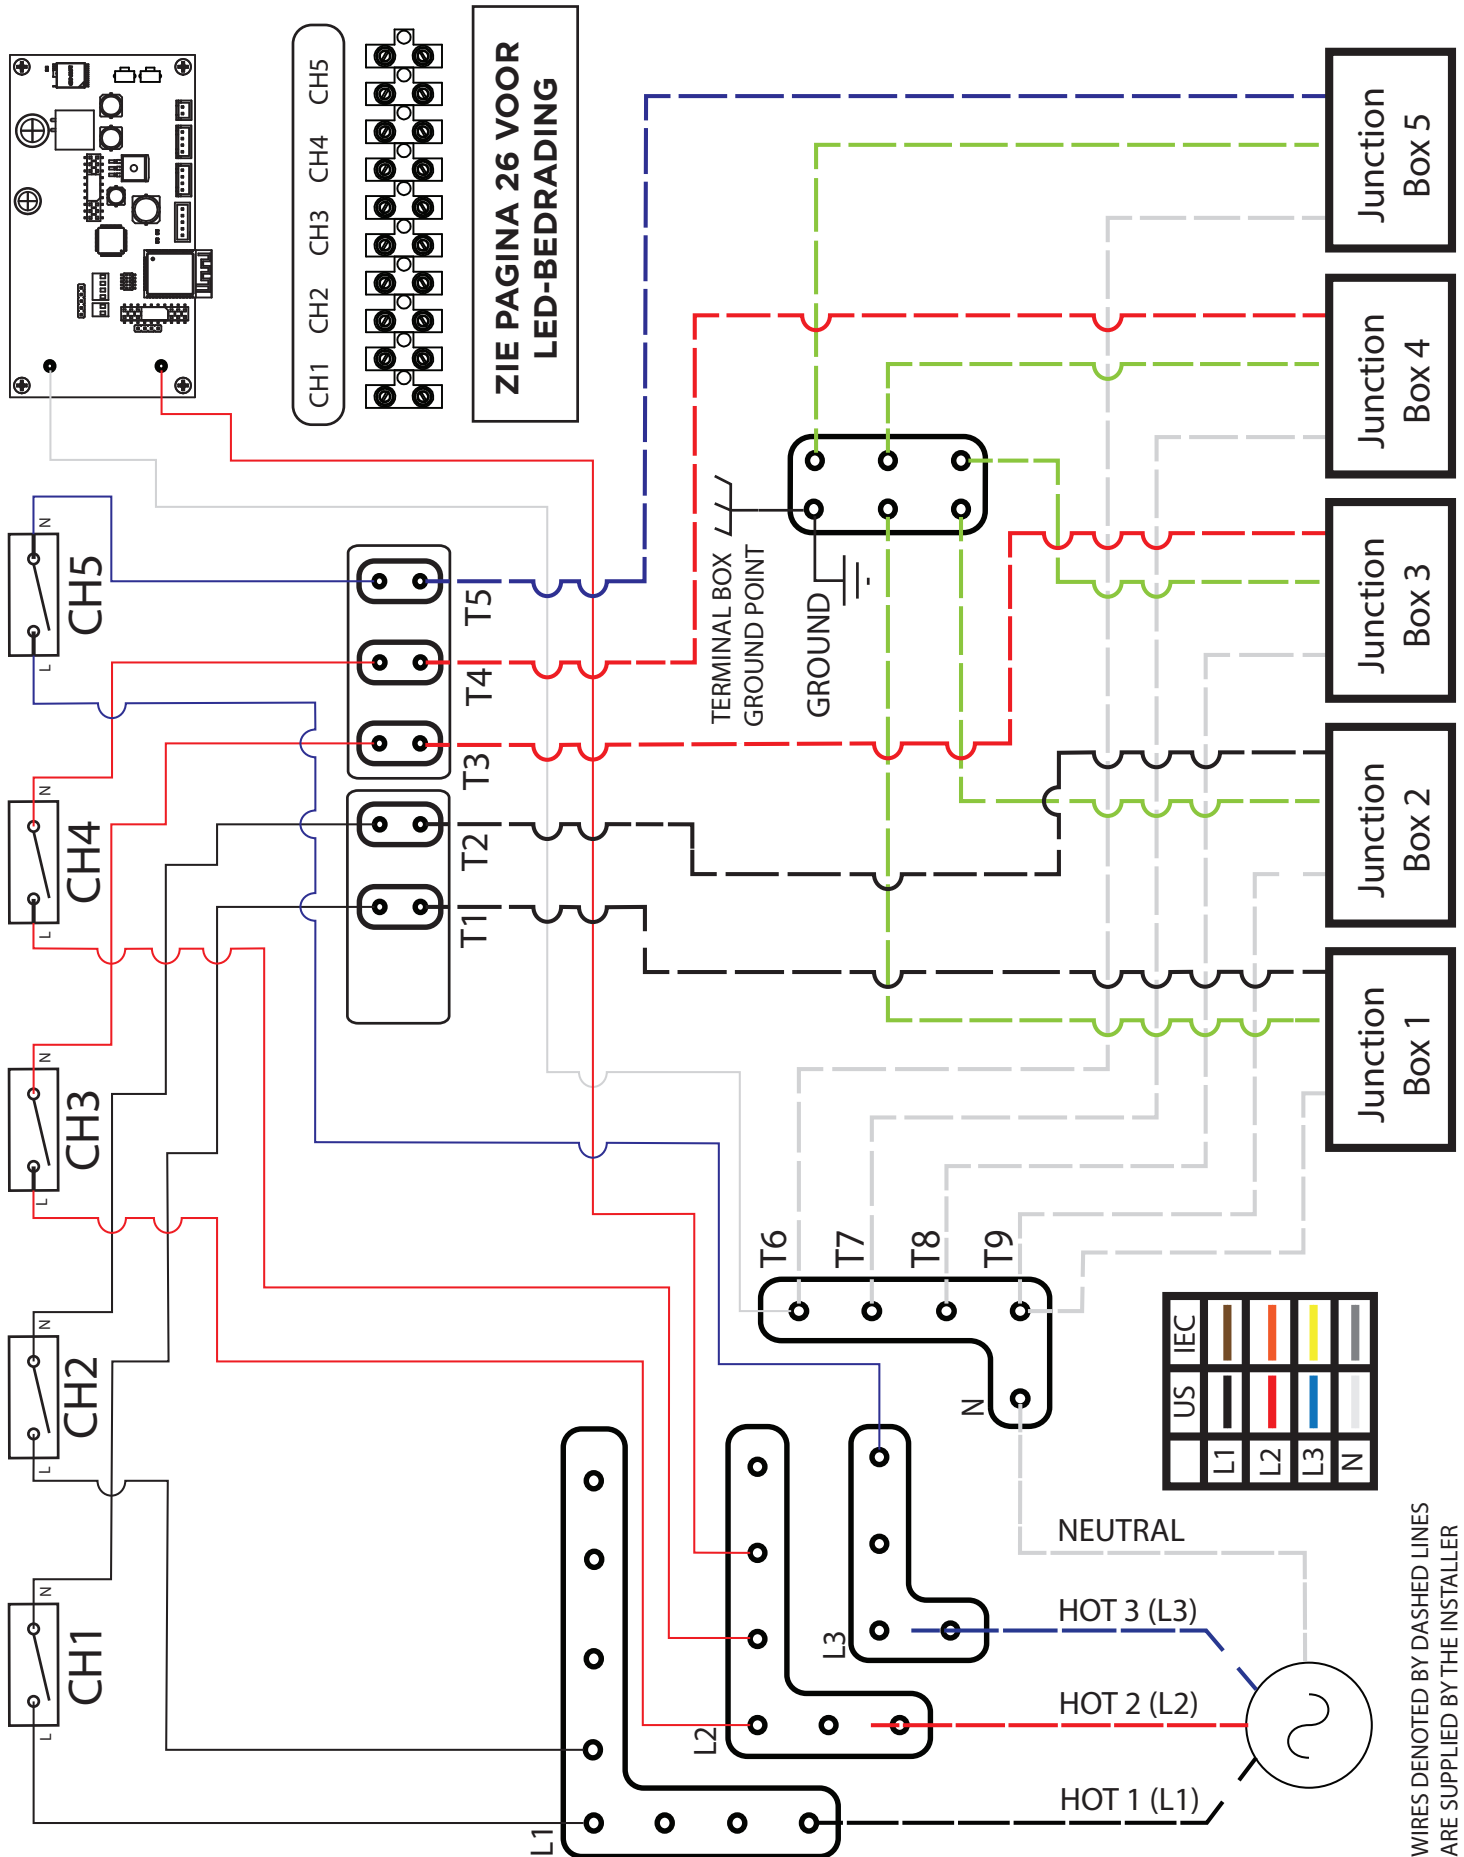 CH1
CH2
CH3
CH4
CH5
ZIE PAGINA 26 VOOR
LED-BEDRADING
L
N
CH1
L
N
CH2
L
N
CH3
L
N
CH4
L
N
CH5
T1
T2
T3
T4
T5
TERMINAL BOX
GROUND POINT
GROUND
L1
L2
L3
N
T6
T7
T8
T9
NEUTRAL
HOT 3 (L3)
HOT 2 (L2)
HOT 1 (L1)
US IEC
L1
L2
L3
N
Junction
Box 1
Junction
Box 2
Junction
Box 3
Junction
Box 4
Junction
Box 5
WIRES DENOTED BY DASHED LINES
ARE SUPPLIED BY THE INSTALLER